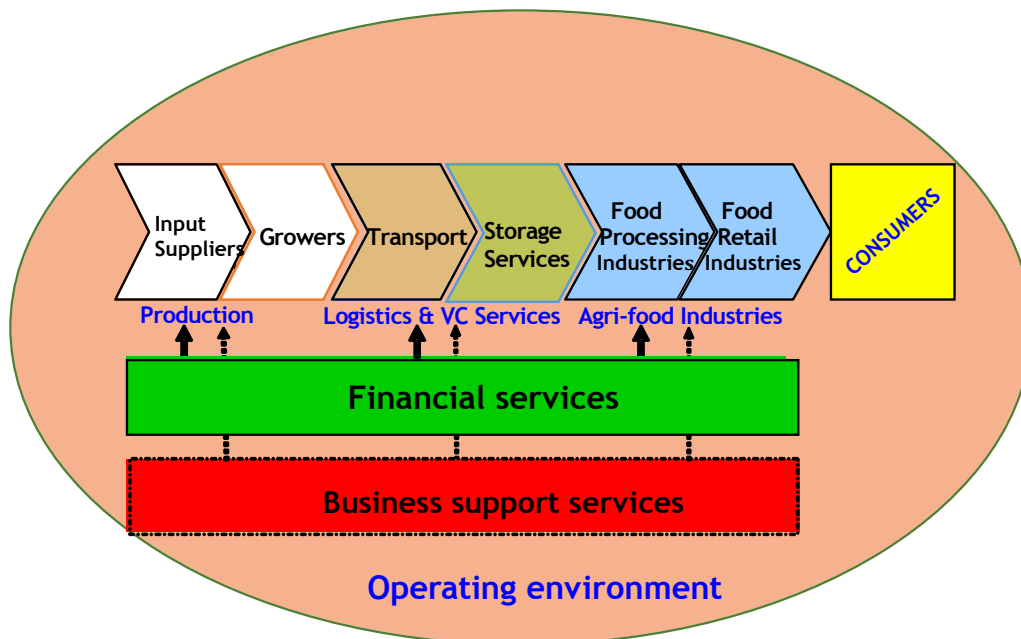 Input
Suppliers
Growers
Transport
Storage
Services
Food
Processing
Industries
Food
Retail
Industries
CONSUMERS
Production
Logistics & VC Services
Agri-food Industries
Financial services
Business support services
Operating environment